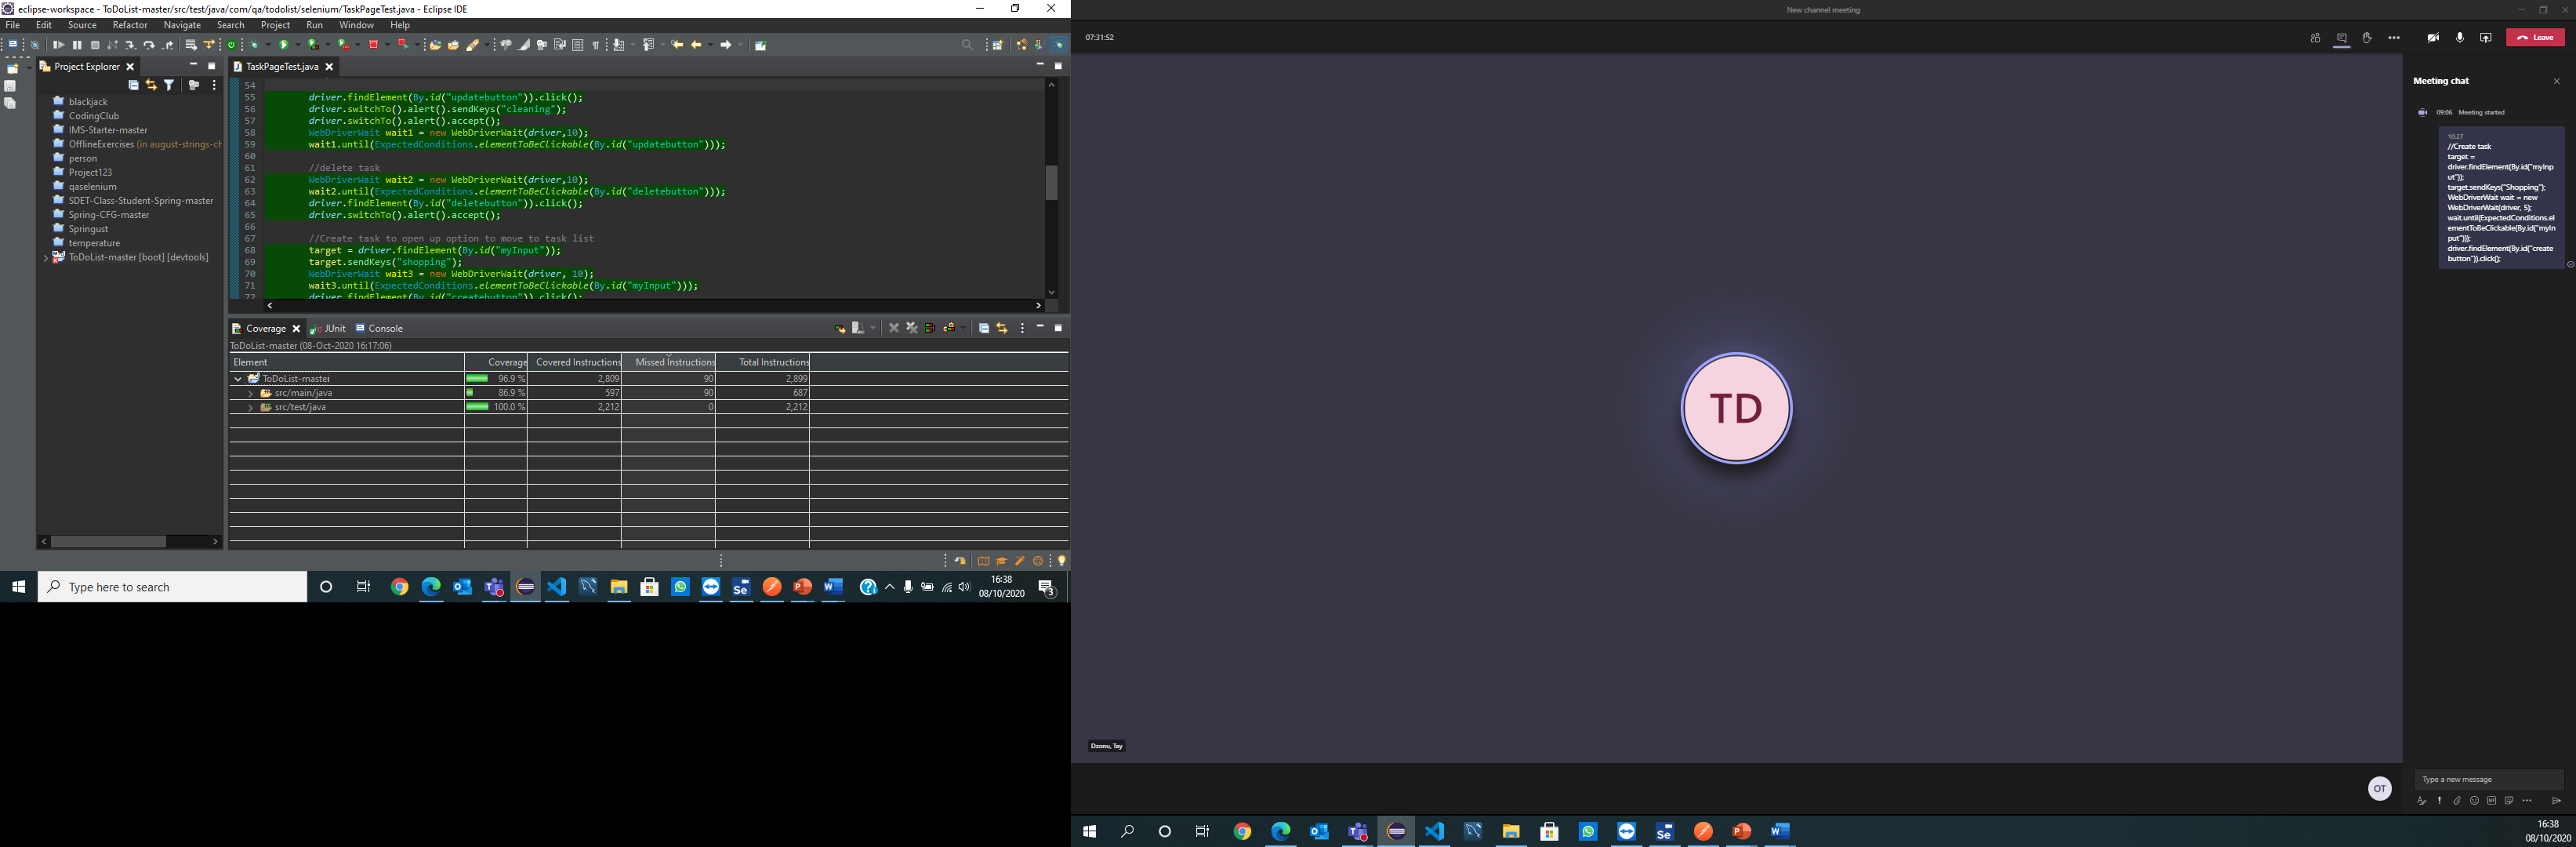 eclipse-workspace - ToDoList-master/src/test/java/com/qa/todolist/selenium/TaskPageTest.java - Eclipse IDE
File Edit Source Refactor Navigate Search Project Run Window Help
Project Explorer
blackjack
CodingClub
IMS-Starter-master
OfflineExercises (in august-strings-ch
person
Project123
qaselenium
SDET-Class-Student-Spring-master
Spring-CFG-master
Springust
temperature
ToDoList-master [boot] [devtools]
TaskPageTest.java
54
55 driver.findElement(By.id("updatebutton")).click();
56 driver.switchTo().alert().sendKeys("cleaning");
57 driver.switchTo().alert().accept();
58 WebDriverWait wait1 = new WebDriverWait(driver,10);
59 wait1.until(ExpectedConditions.elementToBeClickable(By.id("updatebutton")));
60
61 //delete task
62 WebDriverWait wait2 = new WebDriverWait(driver,10);
63 wait2.until(ExpectedConditions.elementToBeClickable(By.id("deletebutton")));
64 driver.findElement(By.id("deletebutton")).click();
65 driver.switchTo().alert().accept();
66
67 //Create task to open up option to move to task list
68 target = driver.findElement(By.id("myInput"));
69 target.sendKeys("shopping");
70 WebDriverWait wait3 = new WebDriverWait(driver, 10);
71 wait3.until(ExpectedConditions.elementToBeClickable(By.id("myInput")));
72 driver.findElement(By.id("createbutton")).click();
Coverage JUnit Console
ToDoList-master (08-Oct-2020 16:17:06)
Element Coverage Covered Instructions Missed Instructions Total Instructions
ToDoList-master 96.9 % 2,809 90 2,899
src/main/java 86.9 % 597 90 687
src/test/java 100.0 % 2,212 0 2,212
Type here to search
16:38
08/10/2020
3
New channel meeting
07:31:52
Leave
TD
Dzonu, Tay
OT
Meeting chat
09:06 Meeting started
10:27
//Create task
target =
driver.findElement(By.id("myInp
ut"));
target.sendKeys("Shopping");
WebDriverWait wait = new
WebDriverWait(driver, 5);
wait.until(ExpectedConditions.el
ementToBeClickable(By.id("myIn
put")));
driver.findElement(By.id("create
button")).click();
Type a new message
16:38
08/10/2020